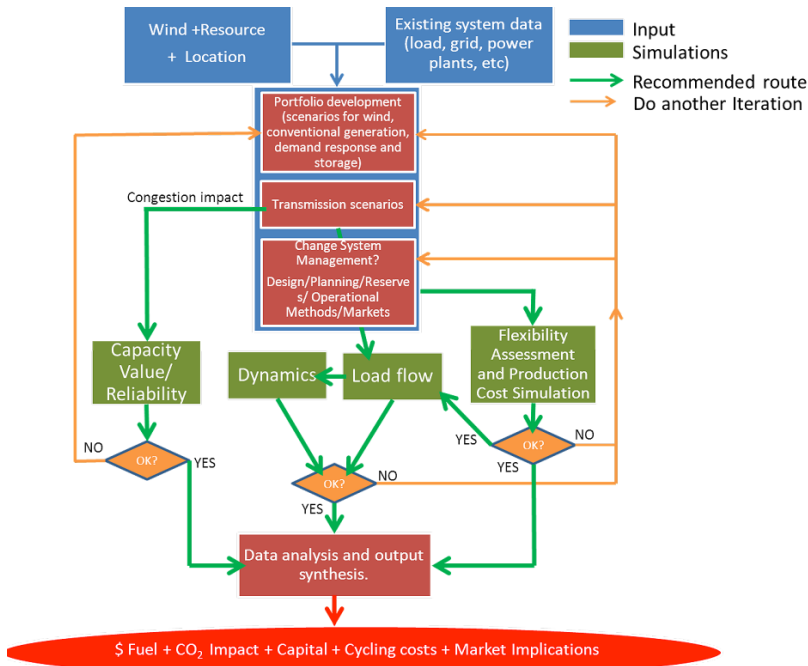 Wind +Resource
+ Location
Existing system data
(load, grid, power
plants, etc)
Input
Simulations
Recommended route
Do another Iteration
Portfolio development
(scenarios for wind,
conventional generation,
demand response and
storage)
Congestion impact
Transmission scenarios
Change System
Management?
Design/Planning/Reserve
s/ Operational
Methods/Markets
Capacity
Value/
Reliability
Dynamics
Load flow
Flexibility
Assessment
and Production
Cost Simulation
NO
OK?
YES
OK?
NO
YES
YES
OK?
NO
YES
Data analysis and output
synthesis.
$ Fuel + CO₂ Impact + Capital + Cycling costs + Market Implications